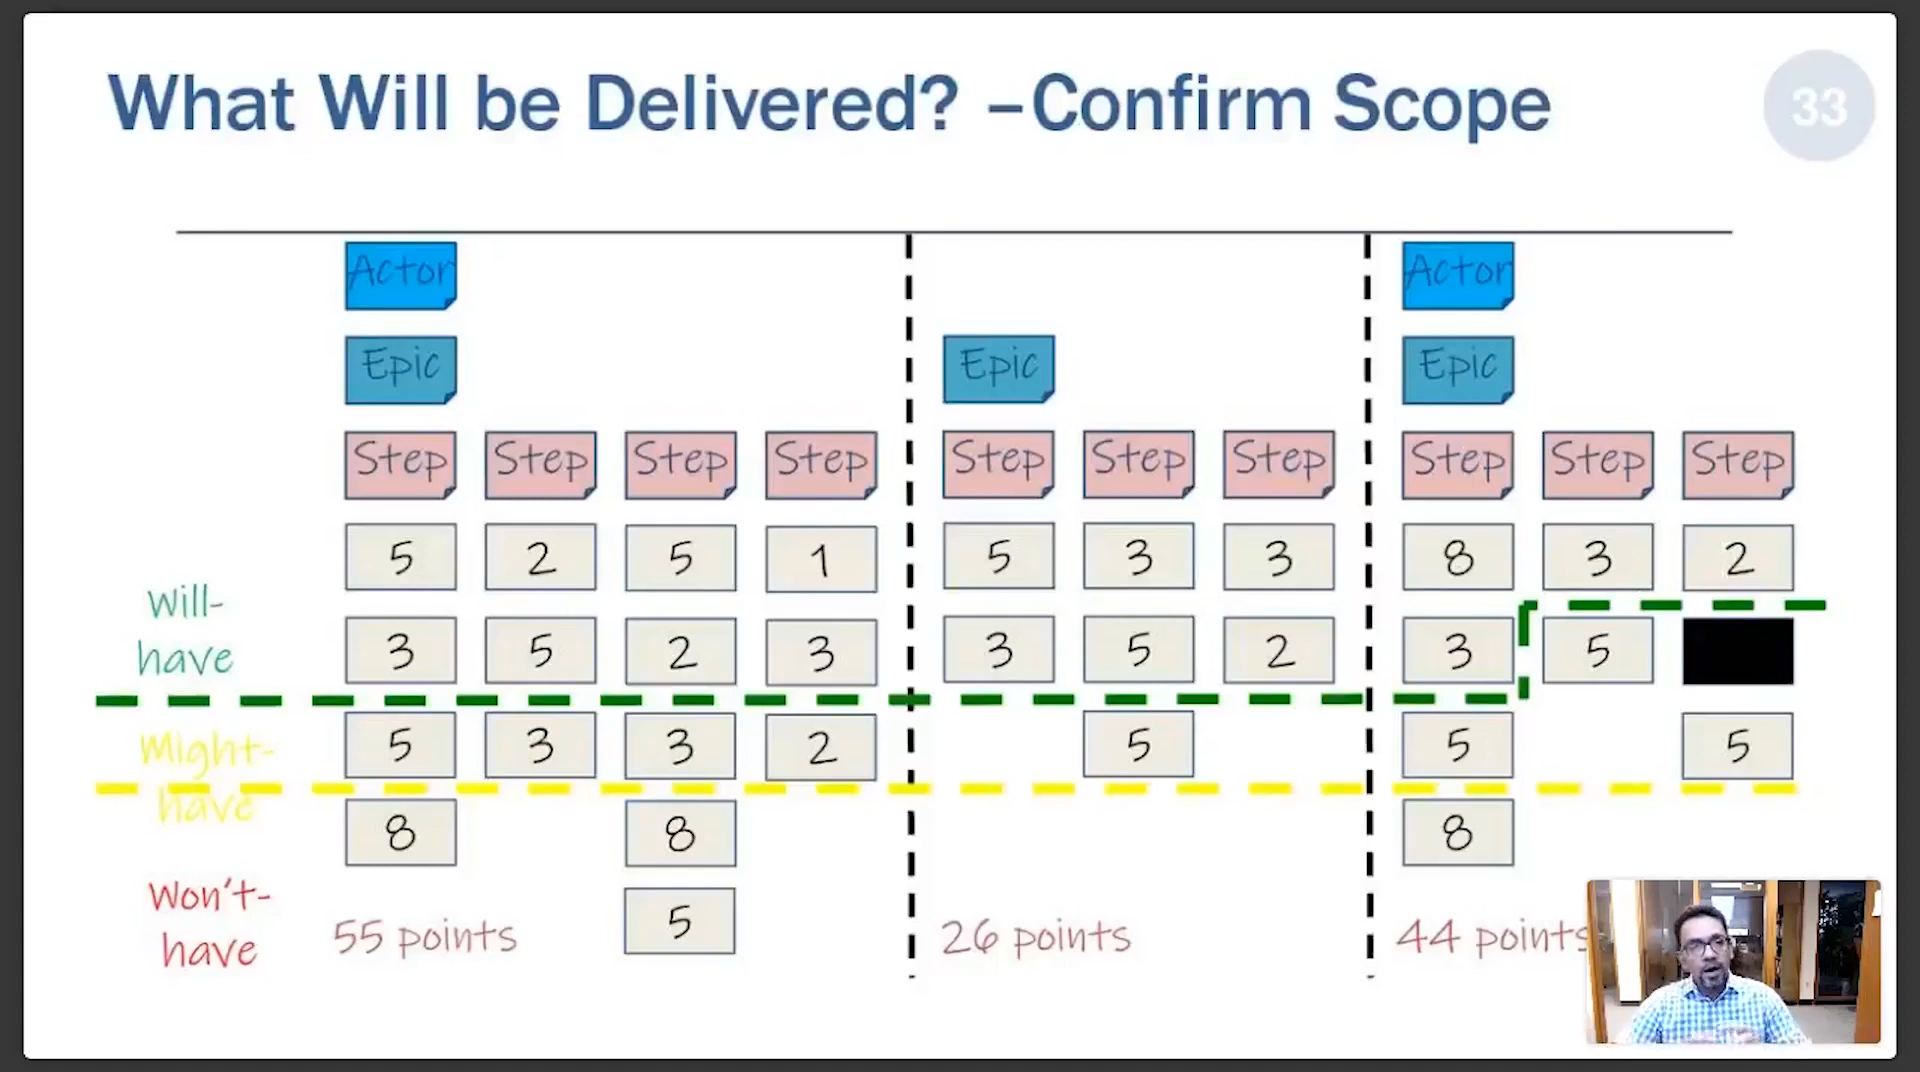 What Will be Delivered? –Confirm Scope
33
Actor
Actor
Epic
Epic
Epic
Step Step Step Step Step Step Step Step Step Step
5 2 5 1 5 3 3 8 3 2
Will-
have
3 5 2 3 3 5 2 3 5
Might-
have
5 3 3 2 5 5 5
8 8 8
Won't-
have
5
55 points
26 points
44 points